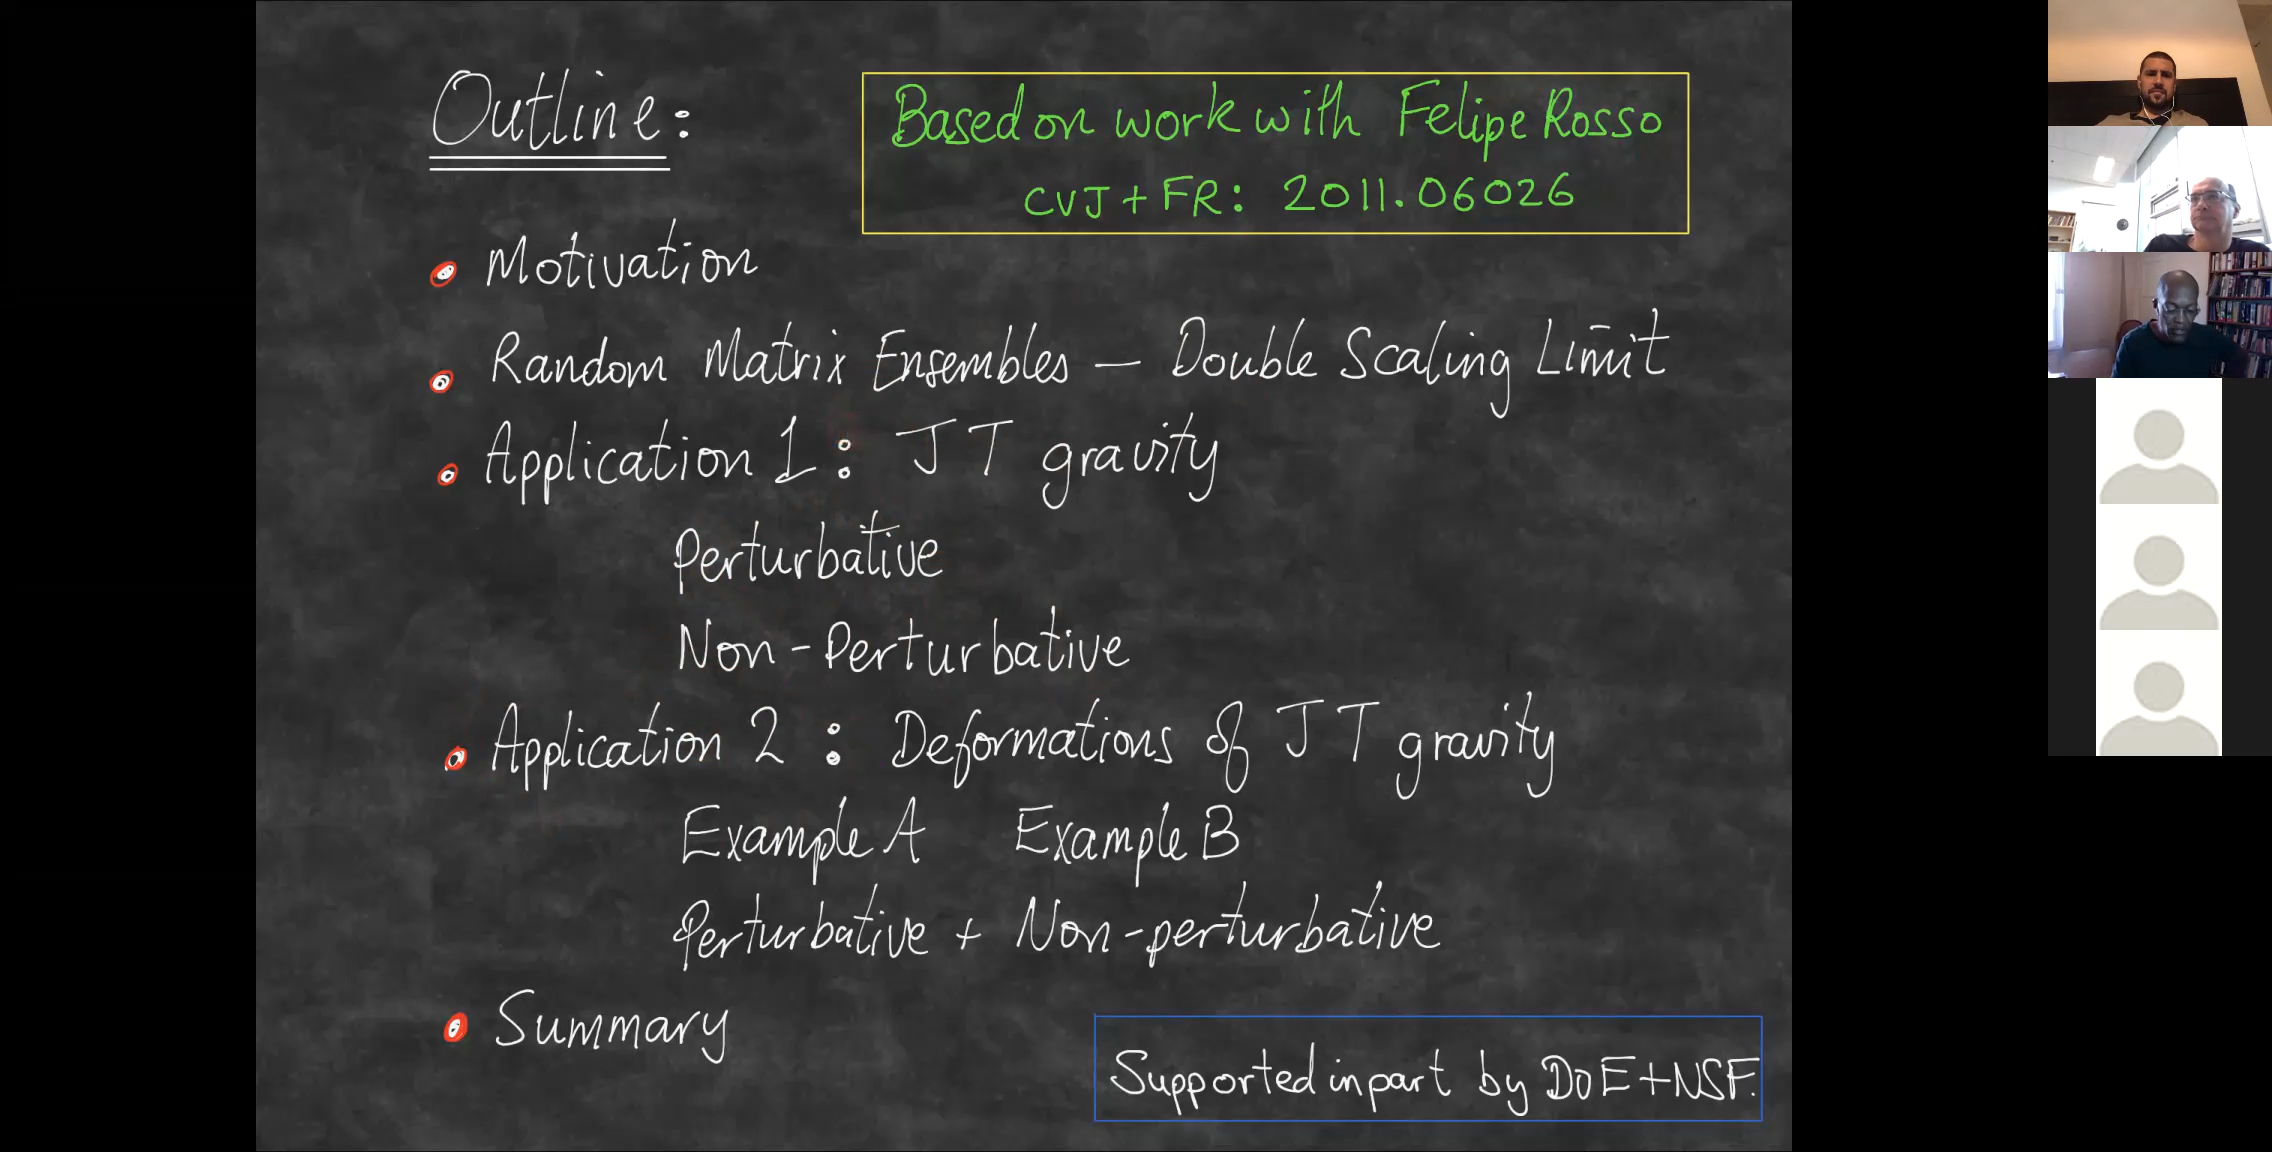 Outline:
Based on work with Felipe Rosso
CVJ + FR: 2011.06026
Motivation
Random Matrix Ensembles – Double Scaling Limit
Application 1: JT gravity
Perturbative
Non-Perturbative
Application 2: Deformations of JT gravity
Example A Example B
Perturbative + Non-perturbative
Summary
Supported in part by DoE+NSF.